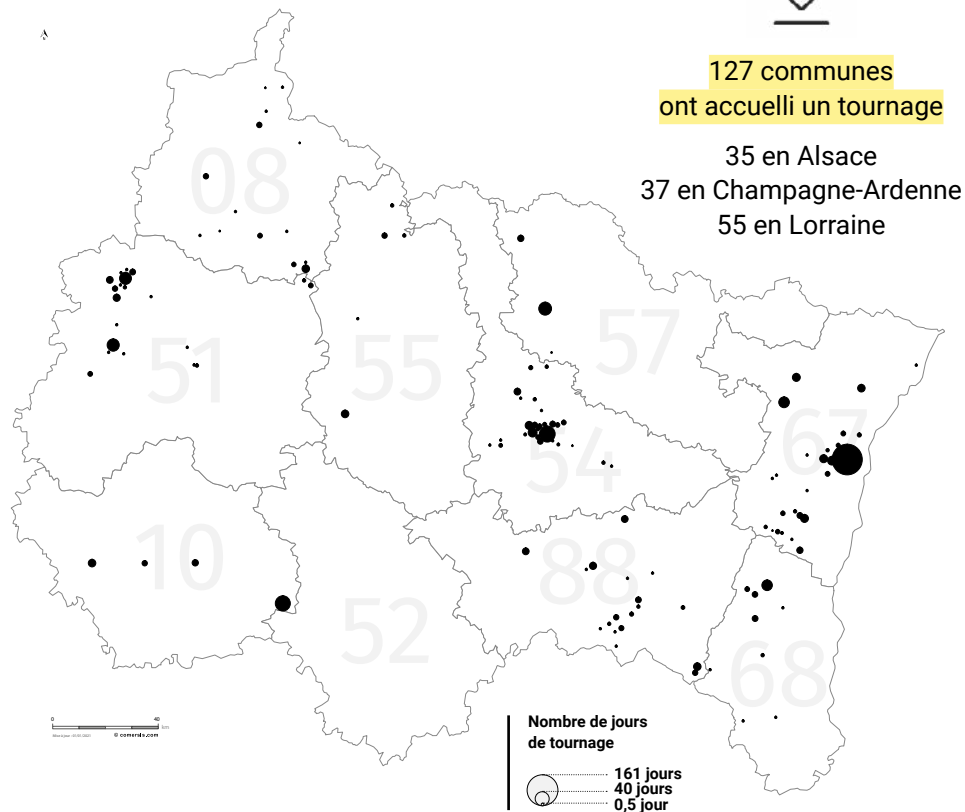 127 communes
ont accueilli un tournage
35 en Alsace
37 en Champagne-Ardenne
55 en Lorraine
08
57
51
55
67
54
10
88
52
68
0 40
km
© comersis.com
Nombre de jours
de tournage
161 jours
40 jours
0,5 jour